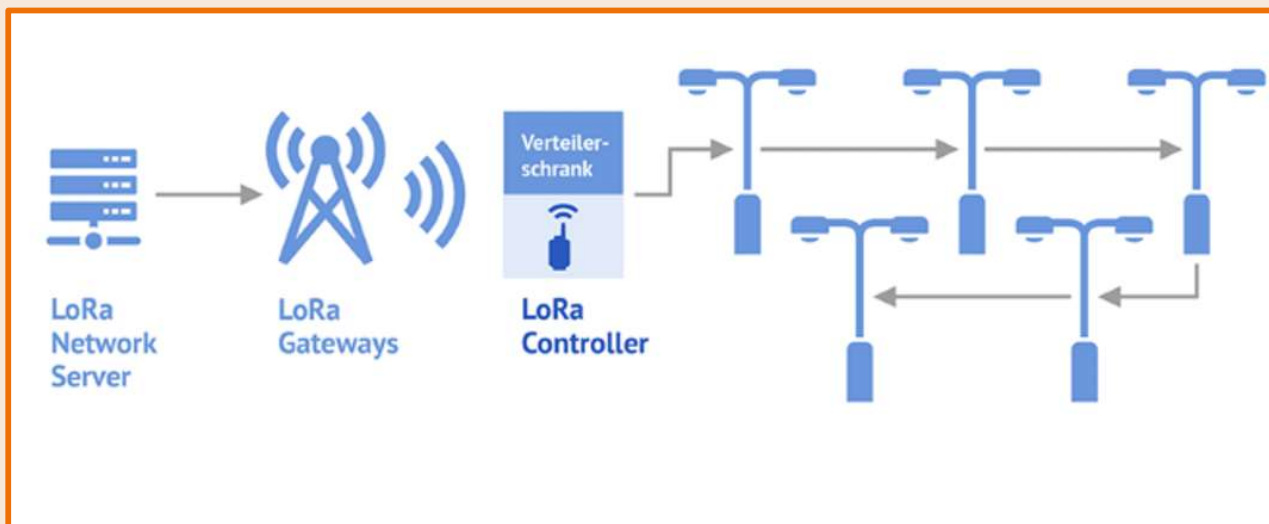 Verteiler-
schrank
LoRa
Network
Server
LoRa
Gateways
LoRa
Controller